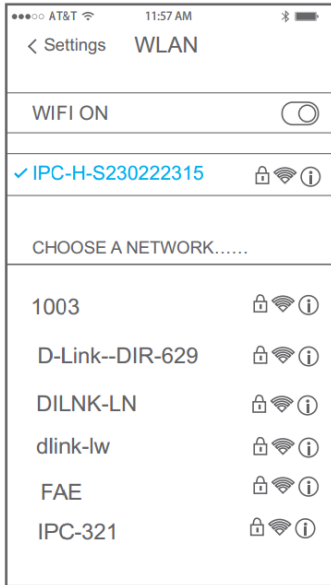 AT&T 11:57 AM
< Settings WLAN
WIFI ON
IPC-H-S230222315
CHOOSE A NETWORK......
1003
D-Link--DIR-629
DILNK-LN
dlink-lw
FAE
IPC-321